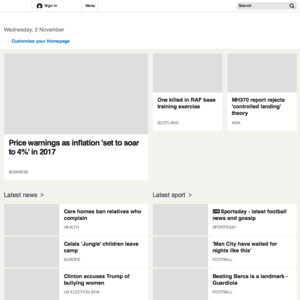 Sign in
Menu
Search
Wednesday, 2 November
Customise your Homepage
Price warnings as inflation 'set to soar
to 4%' in 2017
BUSINESS
One killed in RAF base
training exercise
SCOTLAND
MH370 report rejects
'controlled landing'
theory
ASIA
Latest news >
Care homes ban relatives who
complain
HEALTH
Calais 'Jungle' children leave
camp
EUROPE
Clinton accuses Trump of
bullying women
US ELECTION 2016
Latest sport >
Sportsday - latest football
news and gossip
SPORTSDAY
'Man City have waited for
nights like this'
FOOTBALL
Beating Barca is a landmark -
Guardiola
FOOTBALL